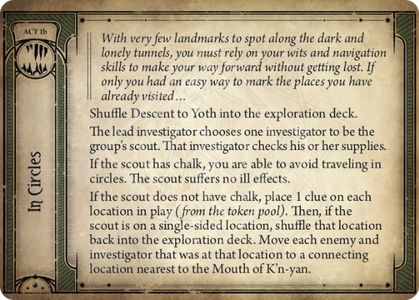 ACT 1b
In Circles
With very few landmarks to spot along the dark and
lonely tunnels, you must rely on your wits and navigation
skills to make your way forward without getting lost. If
only you had an easy way to mark the places you have
already visited…
Shuffle Descent to Yoth into the exploration deck.
The lead investigator chooses one investigator to be the
group's scout. That investigator checks his or her supplies.
If the scout has chalk, you are able to avoid traveling in
circles. The scout suffers no ill effects.
If the scout does not have chalk, place 1 clue on each
location in play (from the token pool). Then, if the
scout is on a single-sided location, shuffle that location
back into the exploration deck. Move each enemy and
investigator that was at that location to a connecting
location nearest to the Mouth of K'n-yan.